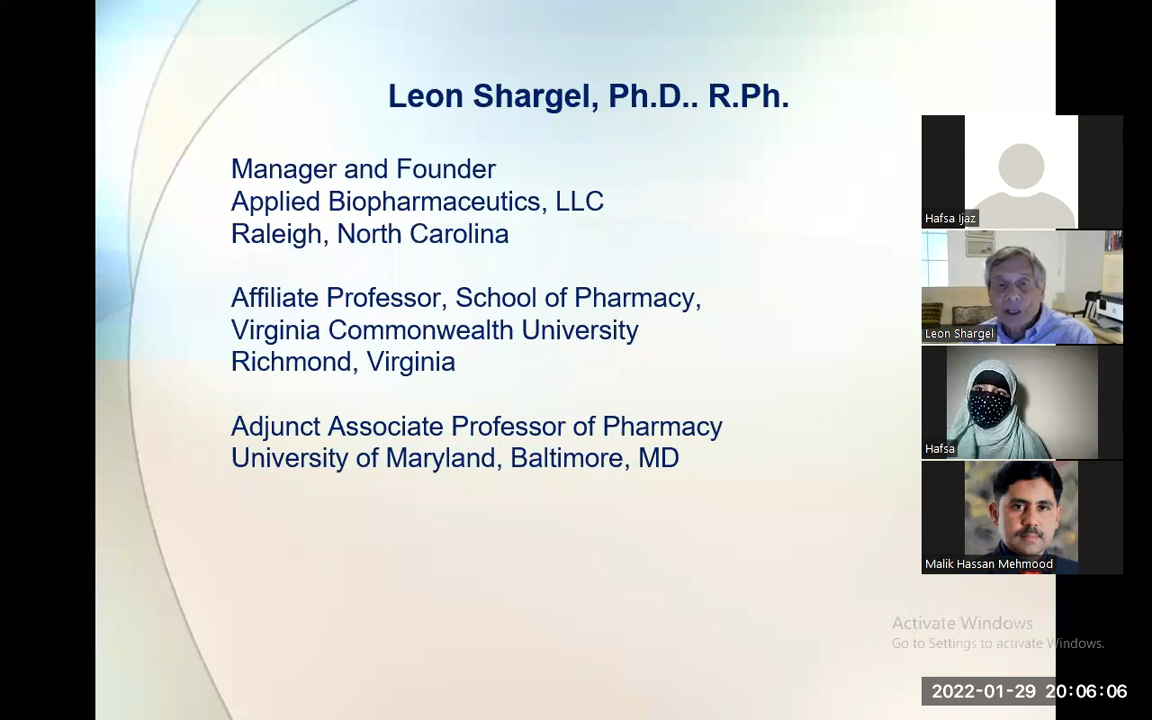 Leon Shargel, Ph.D.. R.Ph.
Manager and Founder
Applied Biopharmaceutics, LLC
Raleigh, North Carolina
Affiliate Professor, School of Pharmacy,
Virginia Commonwealth University
Richmond, Virginia
Adjunct Associate Professor of Pharmacy
University of Maryland, Baltimore, MD
Hafsa Ijaz
Leon Shargel
Hafsa
Malik Hassan Mehmood
Activate Windows
Go to Settings to activate Windows.
2022-01-29 20:06:06